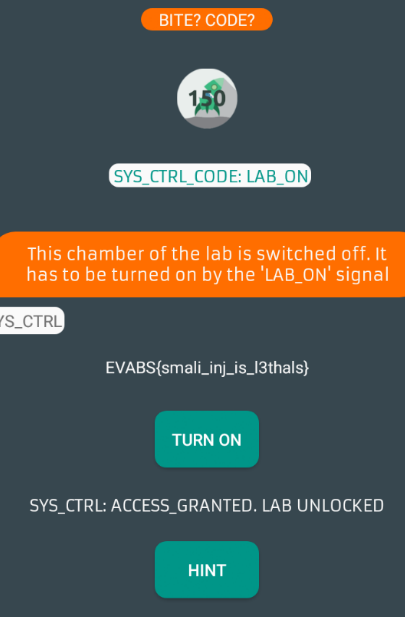 BITE? CODE?
150
SYS_CTRL_CODE: LAB_ON
This chamber of the lab is switched off. It
has to be turned on by the 'LAB_ON' signal
YS_CTRL
EVABS{smali_inj_is_l3thals}
TURN ON
SYS_CTRL: ACCESS_GRANTED. LAB UNLOCKED
HINT